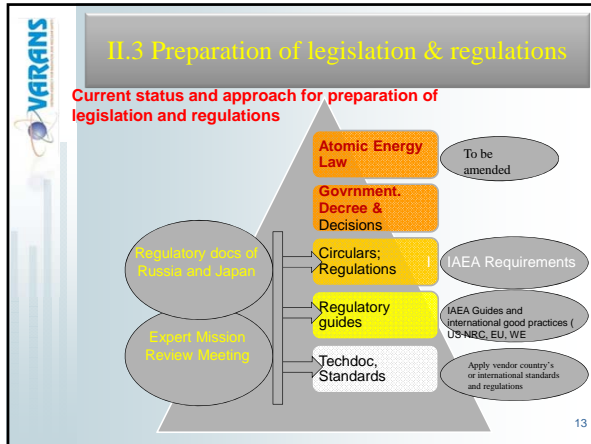 VARANS
II.3 Preparation of legislation & regulations
Current status and approach for preparation of
legislation and regulations
Atomic Energy
Law
To be
amended
Govrnment.
Decree &
Decisions
Regulatory docs of
Russia and Japan
Circulars;
Regulations
I IAEA Requirements
Regulatory
guides
IAEA Guides and
international good practices (
US NRC, EU, WE
Expert Mission
Review Meeting
Techdoc,
Standards
Apply vendor country's
or international standards
and regulations
13